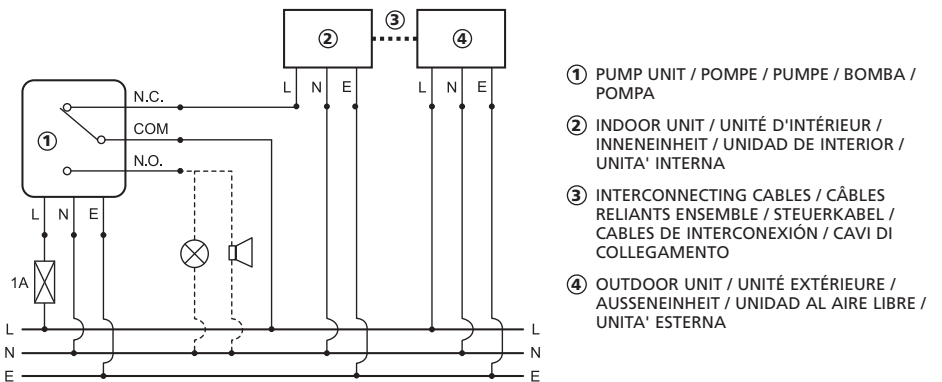 ③
② ④
L N E L N E
N.C.
COM
①
N.O.
L N E
1A
L L
N N
E E
① PUMP UNIT / POMPE / PUMPE / BOMBA /
POMPA
② INDOOR UNIT / UNITÉ D'INTÉRIEUR /
INNENEINHEIT / UNIDAD DE INTERIOR /
UNITA' INTERNA
③ INTERCONNECTING CABLES / CÂBLES
RELIANTS ENSEMBLE / STEUERKABEL /
CABLES DE INTERCONEXIÓN / CAVI DI
COLLEGAMENTO
④ OUTDOOR UNIT / UNITÉ EXTÉRIEURE /
AUSSENEINHEIT / UNIDAD AL AIRE LIBRE /
UNITA' ESTERNA